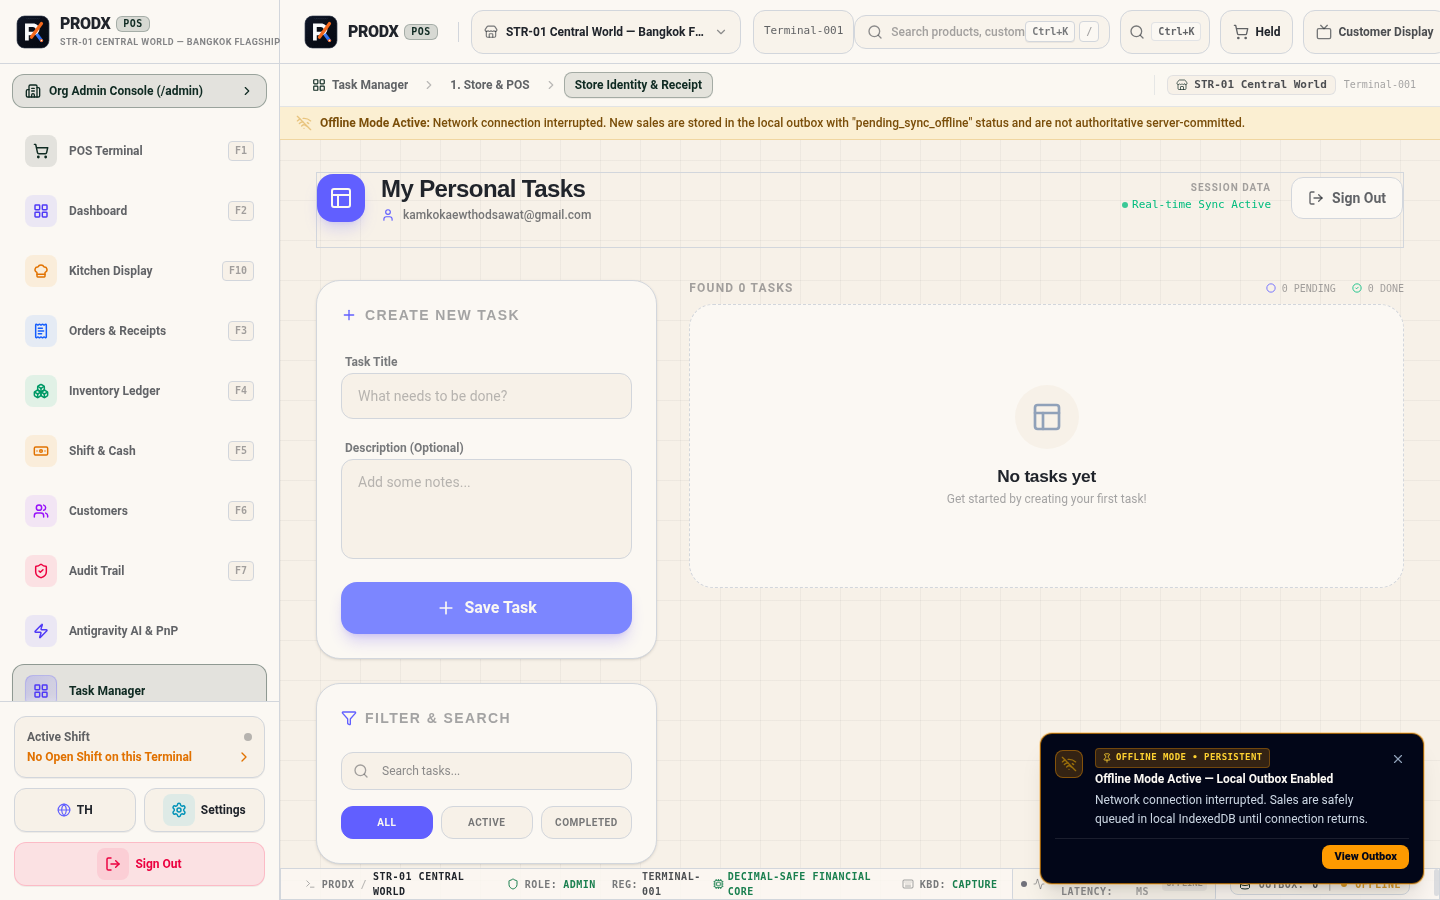 PRODX POS
STR-01 CENTRAL WORLD — BANGKOK FLAGSHIP
Org Admin Console (/admin)
POS Terminal F1
Dashboard F2
Kitchen Display F10
Orders & Receipts F3
Inventory Ledger F4
Shift & Cash F5
Customers F6
Audit Trail F7
Antigravity AI & PnP
Task Manager
Active Shift
No Open Shift on this Terminal
TH
Settings
Sign Out
PRODX POS
STR-01 Central World — Bangkok F...
Terminal-001
Search products, custom Ctrl+K /
Ctrl+K
Held
Customer Display
Task Manager
1. Store & POS
Store Identity & Receipt
STR-01 Central World
Terminal-001
Offline Mode Active: Network connection interrupted. New sales are stored in the local outbox with "pending_sync_offline" status and are not authoritative server-committed.
My Personal Tasks
kamkokaewthodsawat@gmail.com
SESSION DATA
Real-time Sync Active
Sign Out
CREATE NEW TASK
Task Title
What needs to be done?
Description (Optional)
Add some notes...
Save Task
FILTER & SEARCH
Search tasks...
ALL
ACTIVE
COMPLETED
FOUND 0 TASKS
0 PENDING
0 DONE
No tasks yet
Get started by creating your first task!
OFFLINE MODE • PERSISTENT
Offline Mode Active — Local Outbox Enabled
Network connection interrupted. Sales are safely
queued in local IndexedDB until connection returns.
View Outbox
PRODX / STR-01 CENTRAL WORLD
ROLE: ADMIN
REG: TERMINAL-001
DECIMAL-SAFE FINANCIAL CORE
KBD: CAPTURE
LATENCY:
MS
OFFLINE
OUTBOX: 0
OFFLINE